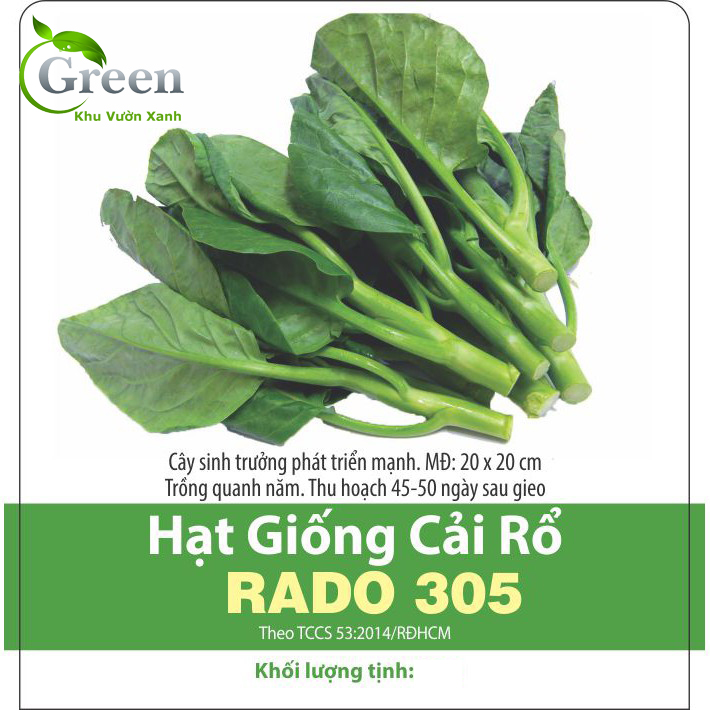 Green
Khu Vườn Xanh
Cây sinh trưởng phát triển mạnh. MĐ: 20 x 20 cm
Trồng quanh năm. Thu hoạch 45-50 ngày sau gieo
Hạt Giống Cải Rổ
RADO 305
Theo TCCS 53:2014/RĐHCM
Khối lượng tịnh: